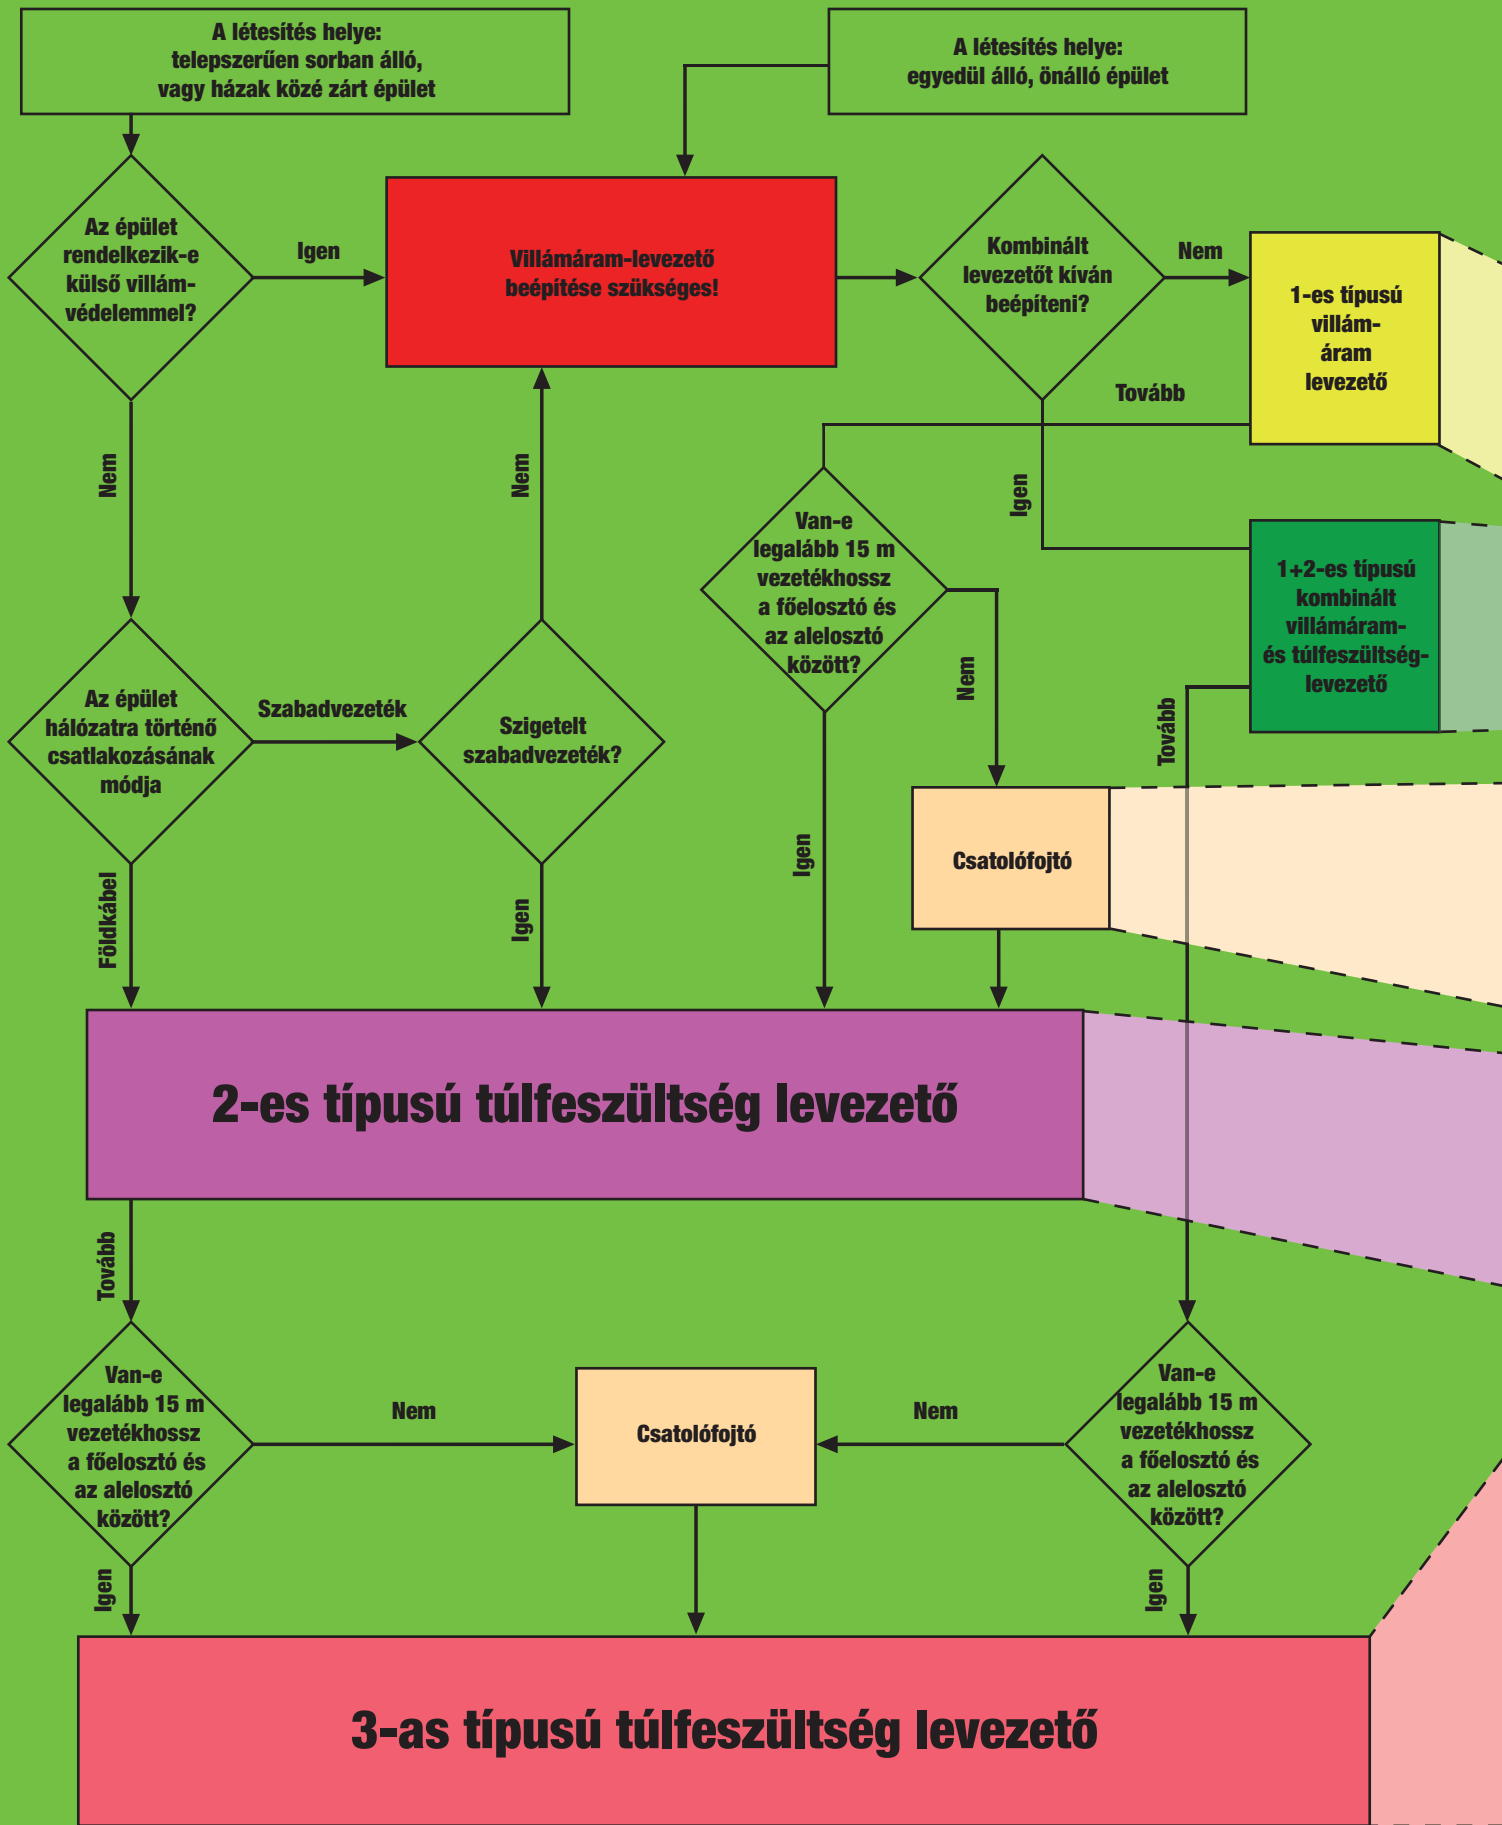 A létesítés helye:
telepszerűen sorban álló,
vagy házak közé zárt épület
A létesítés helye:
egyedül álló, önálló épület
Az épület
rendelkezik-e
külső villám-
védelemmel?
Igen
Villámáram-levezető
beépítése szükséges!
Kombinált
levezetőt kíván
beépíteni?
Nem
1-es típusú
villám-
áram
levezető
Tovább
Nem
Nem
Igen
Van-e
legalább 15 m
vezetékhossz
a főelosztó és
az alelosztó
között?
1+2-es típusú
kombinált
villámáram-
és túlfeszültség-
levezető
Az épület
hálózatra történő
csatlakozásának
módja
Szabadvezeték
Szigetelt
szabadvezeték?
Nem
Tovább
Földkábel
Igen
Igen
Csatolófojtó
2-es típusú túlfeszültség levezető
Tovább
Van-e
legalább 15 m
vezetékhossz
a főelosztó és
az alelosztó
között?
Nem
Csatolófojtó
Nem
Van-e
legalább 15 m
vezetékhossz
a főelosztó és
az alelosztó
között?
Igen
Igen
3-as típusú túlfeszültség levezető